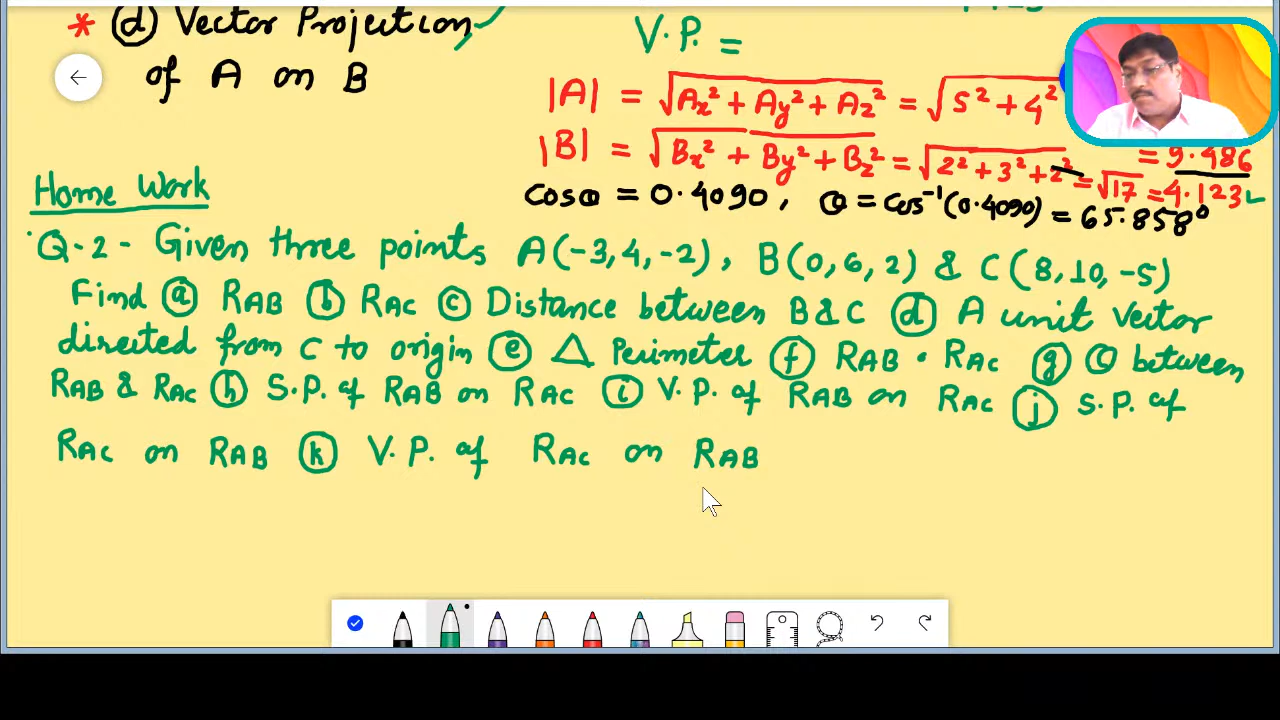 * (d) Vector Projection
of A on B
V.P. =
|A| = √Ax² + Ay² + Az² = √5² + 4²
= 9.486
|B| = √Bx² + By² + Bz² = √2² + 3² + 2² = √17 = 4.123
cosθ = 0.4090, θ = cos⁻¹(0.4090) = 65.858°
Home Work
Q-2- Given three points A(-3,4,-2), B(0,6,2) & C(8,10,-5)
Find (a) RAB (b) RAC (c) Distance between B&C (d) A unit vector
directed from C to origin (e) △ Perimeter (f) RAB • RAC (g) θ between
RAB & RAC (h) S.P. of RAB on RAC (i) V.P. of RAB on RAC (j) S.P. of
RAC on RAB (k) V.P. of RAC on RAB